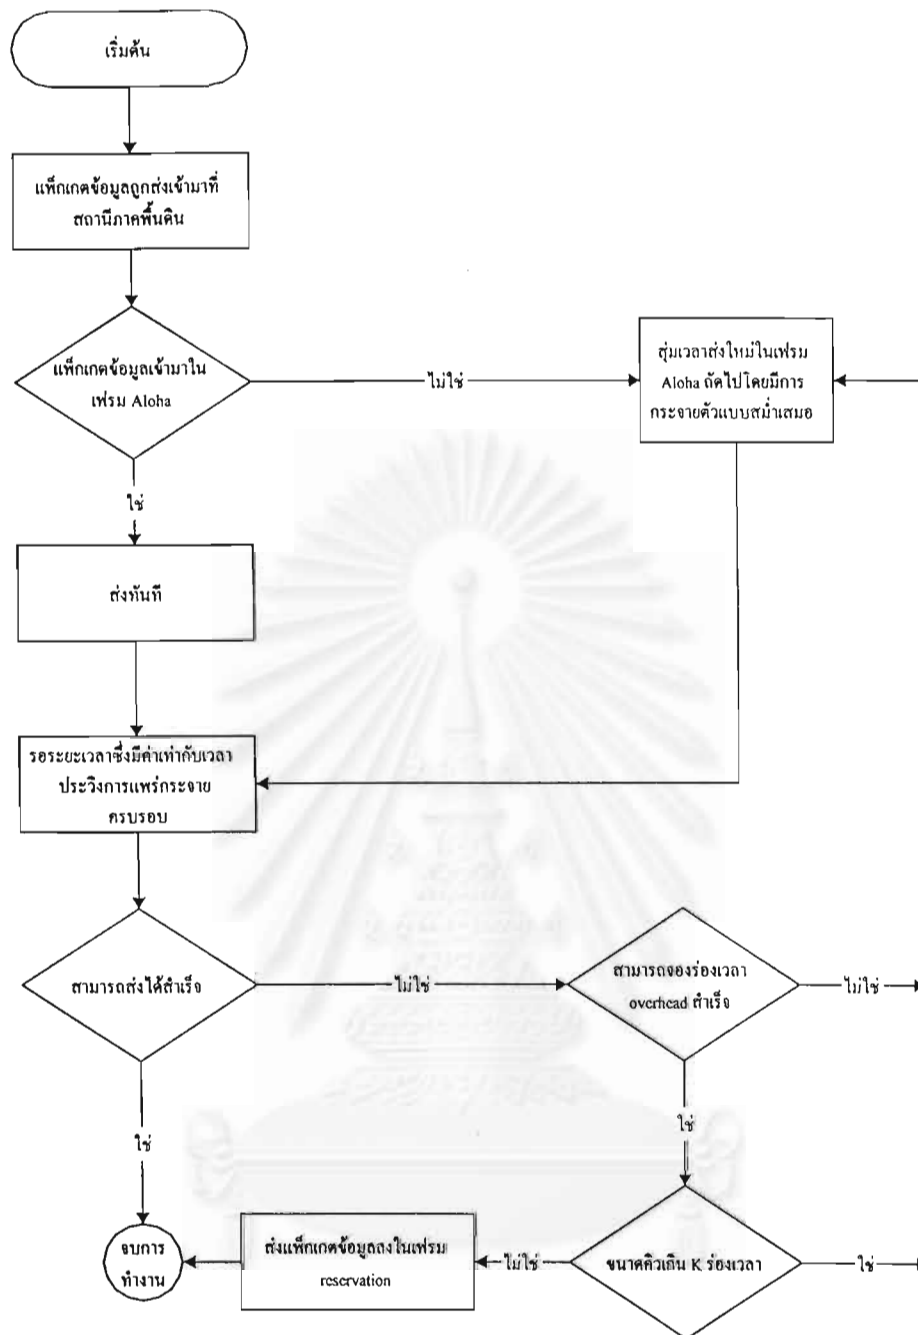 เริ่มต้น
แพ็กเกตข้อมูลถูกส่งเข้ามาที่
สถานีภาคพื้นดิน
แพ็กเกตข้อมูลเข้ามาใน
เฟรม Aloha
ไม่ใช่
สุ่มเวลาส่งใหม่ในเฟรม
Aloha ถัดไปโดยมีการ
กระจายตัวแบบสม่ำเสมอ
ใช่
ส่งทันที
รอระยะเวลาซึ่งมีค่าเท่ากับเวลา
ประวิงการแพร่กระจาย
ครบรอบ
สามารถส่งได้สำเร็จ
ไม่ใช่
สามารถจองร่องเวลา
overhead สำเร็จ
ไม่ใช่
ใช่
ใช่
จบการ
ทำงาน
ส่งแพ็กเกตข้อมูลลงในเฟรม
reservation
ไม่ใช่
ขนาดคิวเกิน K ร่องเวลา
ใช่